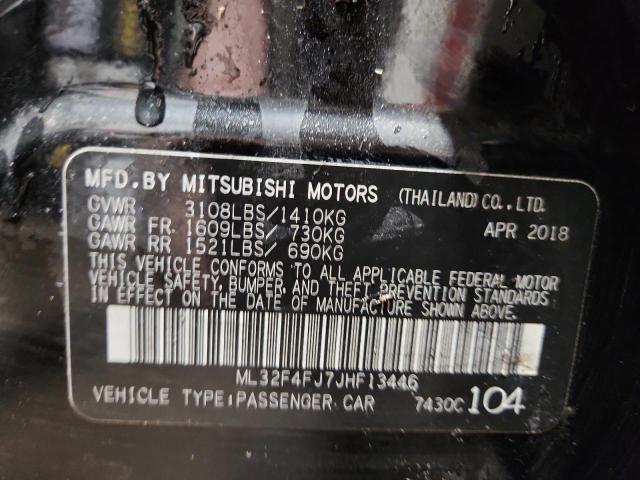 MFD.BY MITSUBISHI MOTORS (THAILAND) CO.,LTD.
GVWR 3108LBS/1410KG APR 2018
GAWR FR 1609LBS/ 730KG
GAWR RR 1521LBS/ 690KG
THIS VEHICLE CONFORMS TO ALL APPLICABLE FEDERAL MOTOR
VEHICLE SAFETY, BUMPER, AND THEFT PREVENTION STANDARDS
IN EFFECT ON THE DATE OF MANUFACTURE SHOWN ABOVE.
ML32F4FJ7JHF13446
VEHICLE TYPE:PASSENGER CAR 7430C 104